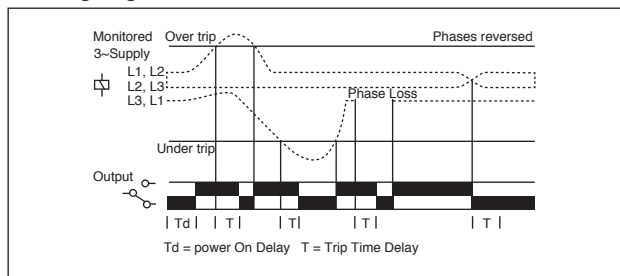 Monitored Over trip Phases reversed
3~Supply
L1, L2
L2, L3
L3, L1
Phase Loss
Under trip
Output
Td T T T T
Td = power On Delay T = Trip Time Delay